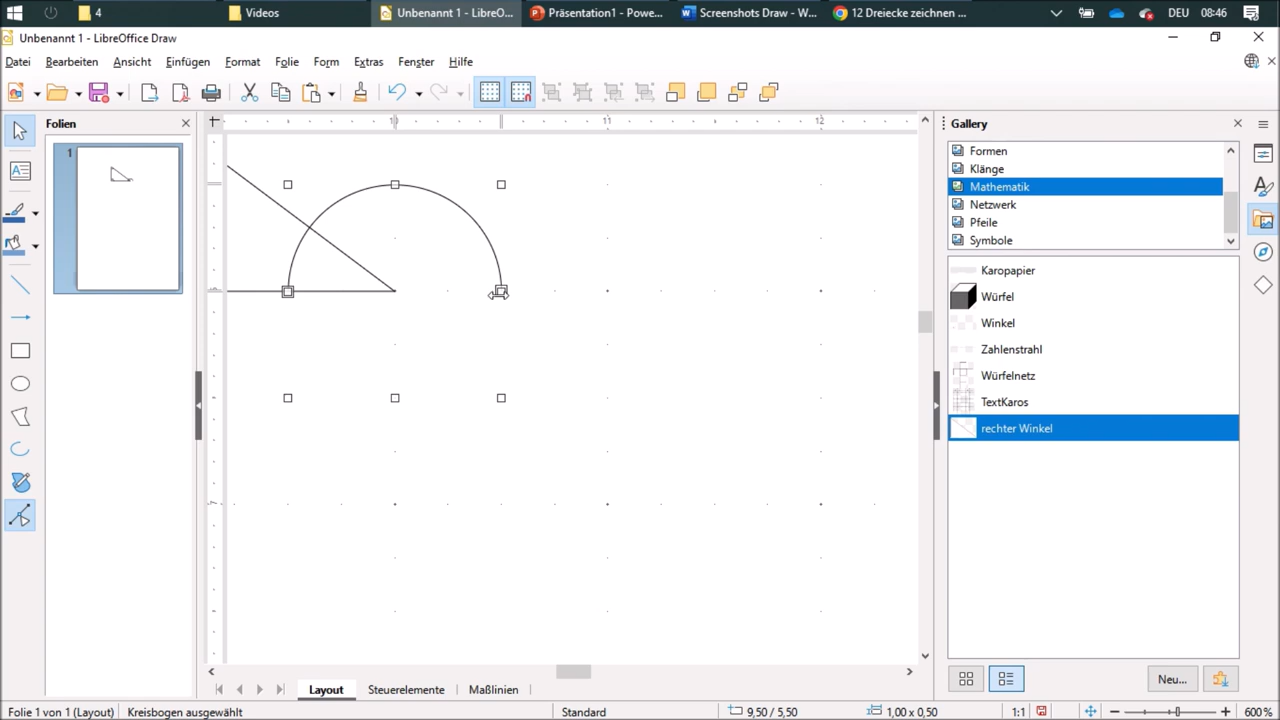 4
Videos
Unbenannt 1 - LibreO...
Präsentation1 - Powe...
Screenshots Draw - W...
12 Dreiecke zeichnen ...
DEU
08:46
Unbenannt 1 - LibreOffice Draw
Datei Bearbeiten Ansicht Einfügen Format Folie Form Extras Fenster Hilfe
Folien
1
10 11 12
Gallery
Formen
Klänge
Mathematik
Netzwerk
Pfeile
Symbole
Karopapier
Würfel
Winkel
Zahlenstrahl
Würfelnetz
TextKaros
rechter Winkel
Neu...
Layout Steuerelemente Maßlinien
Folie 1 von 1 (Layout) Kreisbogen ausgewählt Standard 9,50 / 5,50 1,00 x 0,50 1:1 600 %